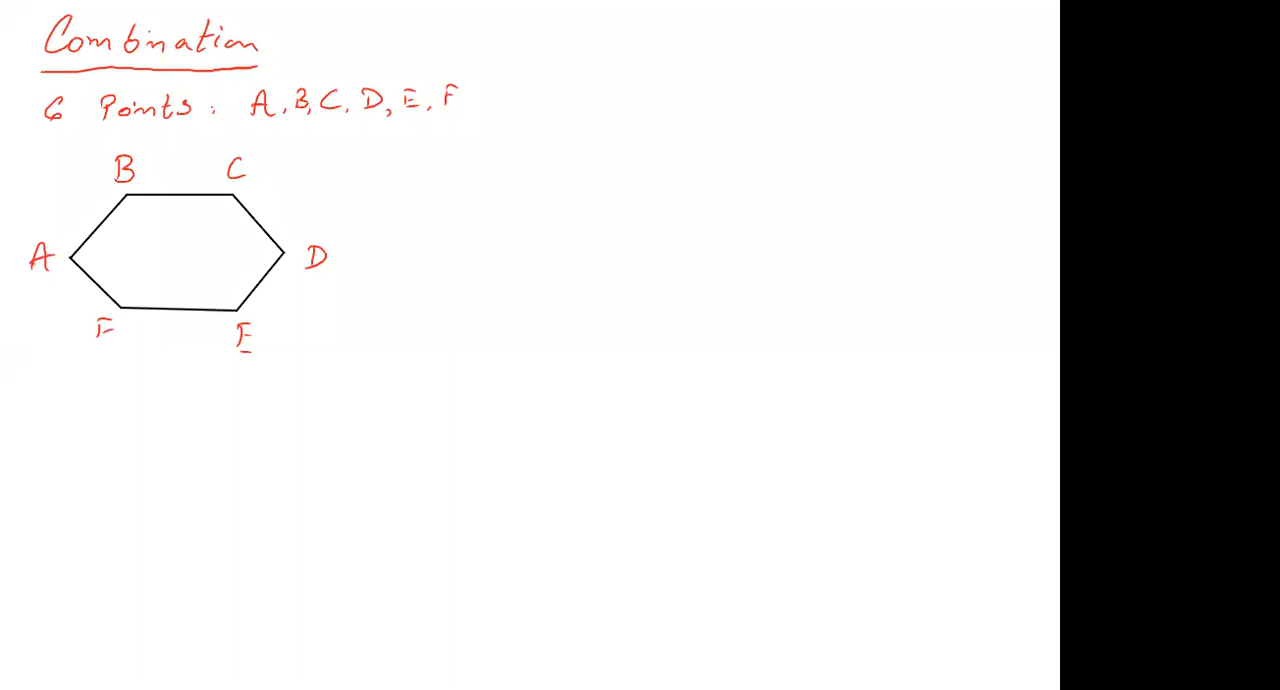 Combination
6 Points: A, B, C, D, E, F
B C
A D
F E